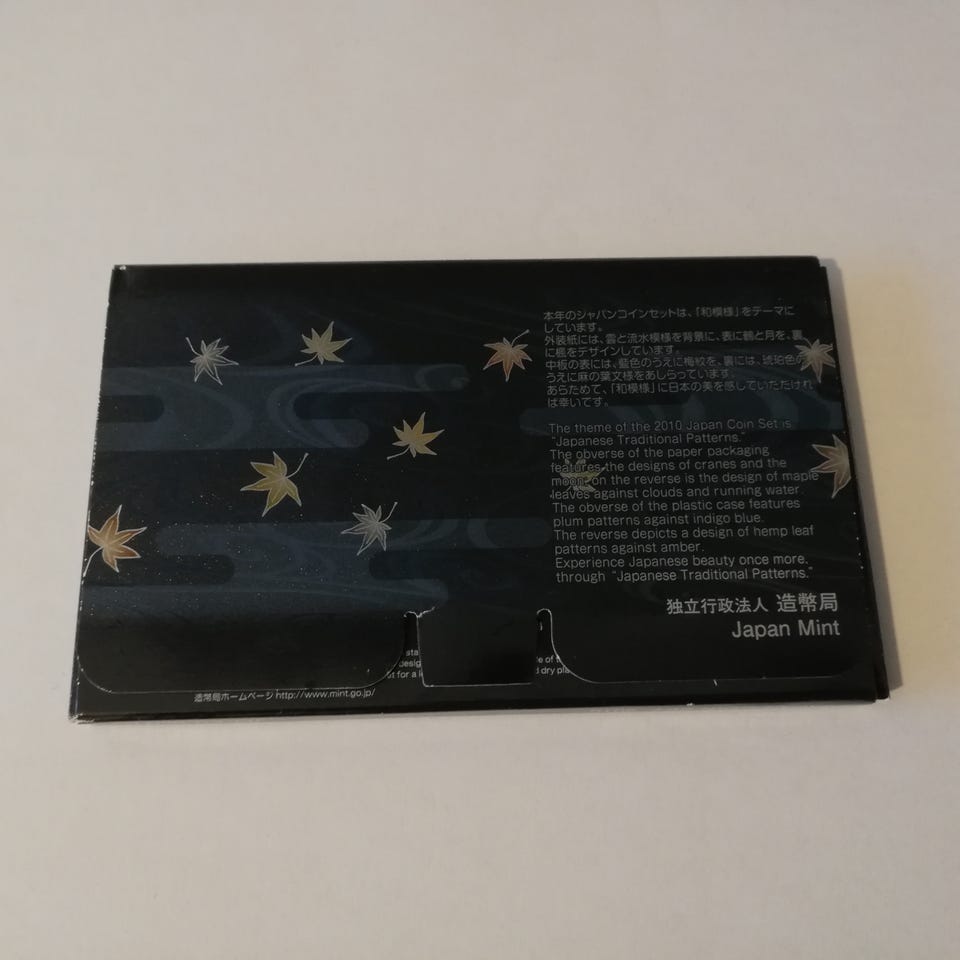 本年のジャパンコインセットは、「和模様」をテーマに
しています。
外装紙には、雲と流水模様を背景に、表に鶴と月を、裏
に楓をデザインしています。
中板の表には、藍色のうえに梅紋を、裏には、琥珀色の
うえに麻の葉文様をあしらっています。
あらためて、「和模様」に日本の美を感じていただけれ
ば幸いです。
The theme of the 2010 Japan Coin Set is
"Japanese Traditional Patterns."
The obverse of the paper packaging
features the designs of cranes and the
moon; on the reverse is the design of maple
leaves against clouds and running water.
The obverse of the plastic case features
plum patterns against indigo blue.
The reverse depicts a design of hemp leaf
patterns against amber.
Experience Japanese beauty once more,
through "Japanese Traditional Patterns."
独立行政法人 造幣局
Japan Mint
造幣局ホームページ http://www.mint.go.jp/